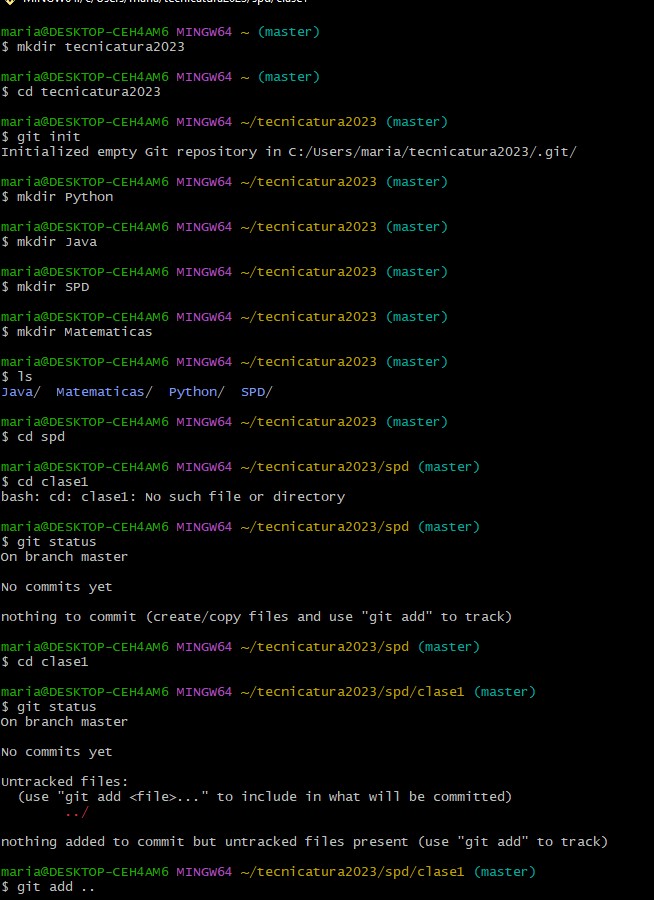 MINGW64:/c/Users/maria/tecnicatura2023/spd/clase1
maria@DESKTOP-CEH4AM6 MINGW64 ~ (master)
$ mkdir tecnicatura2023
maria@DESKTOP-CEH4AM6 MINGW64 ~ (master)
$ cd tecnicatura2023
maria@DESKTOP-CEH4AM6 MINGW64 ~/tecnicatura2023 (master)
$ git init
Initialized empty Git repository in C:/Users/maria/tecnicatura2023/.git/
maria@DESKTOP-CEH4AM6 MINGW64 ~/tecnicatura2023 (master)
$ mkdir Python
maria@DESKTOP-CEH4AM6 MINGW64 ~/tecnicatura2023 (master)
$ mkdir Java
maria@DESKTOP-CEH4AM6 MINGW64 ~/tecnicatura2023 (master)
$ mkdir SPD
maria@DESKTOP-CEH4AM6 MINGW64 ~/tecnicatura2023 (master)
$ mkdir Matematicas
maria@DESKTOP-CEH4AM6 MINGW64 ~/tecnicatura2023 (master)
$ ls
Java/  Matematicas/  Python/  SPD/
maria@DESKTOP-CEH4AM6 MINGW64 ~/tecnicatura2023 (master)
$ cd spd
maria@DESKTOP-CEH4AM6 MINGW64 ~/tecnicatura2023/spd (master)
$ cd clase1
bash: cd: clase1: No such file or directory
maria@DESKTOP-CEH4AM6 MINGW64 ~/tecnicatura2023/spd (master)
$ git status
On branch master
No commits yet
nothing to commit (create/copy files and use "git add" to track)
maria@DESKTOP-CEH4AM6 MINGW64 ~/tecnicatura2023/spd (master)
$ cd clase1
maria@DESKTOP-CEH4AM6 MINGW64 ~/tecnicatura2023/spd/clase1 (master)
$ git status
On branch master
No commits yet
Untracked files:
(use "git add <file>..." to include in what will be committed)
../
nothing added to commit but untracked files present (use "git add" to track)
maria@DESKTOP-CEH4AM6 MINGW64 ~/tecnicatura2023/spd/clase1 (master)
$ git add ..